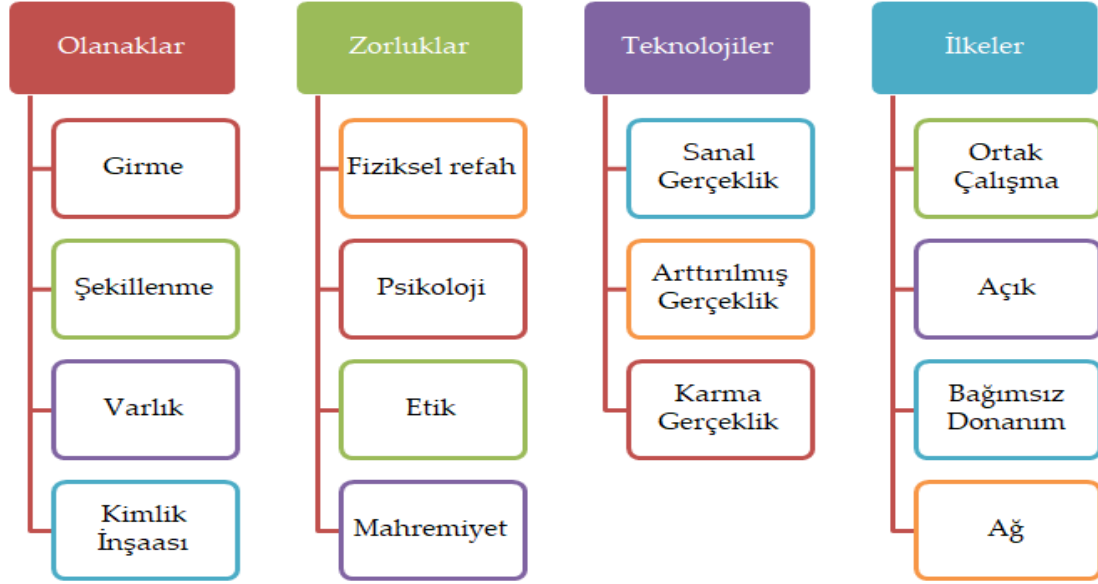 Olanaklar
Girme
Şekillenme
Varlık
Kimlik
İnşaası
Zorluklar
Fiziksel refah
Psikoloji
Etik
Mahremiyet
Teknolojiler
Sanal
Gerçeklik
Arttırılmış
Gerçeklik
Karma
Gerçeklik
İlkeler
Ortak
Çalışma
Açık
Bağımsız
Donanım
Ağ